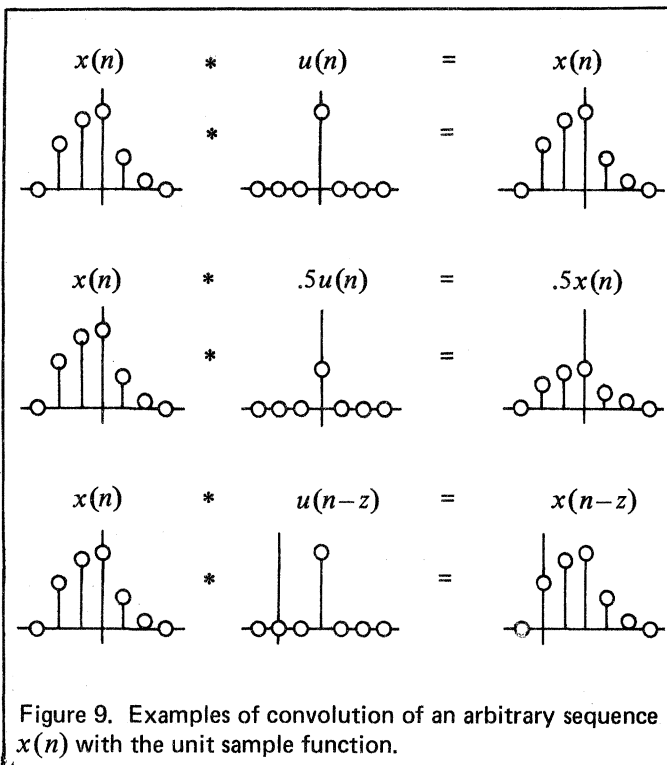 x(n) * u(n) = x(n)
* =
x(n) * .5u(n) = .5x(n)
* =
x(n) * u(n-z) = x(n-z)
* =
Figure 9. Examples of convolution of an arbitrary sequence
x(n) with the unit sample function.